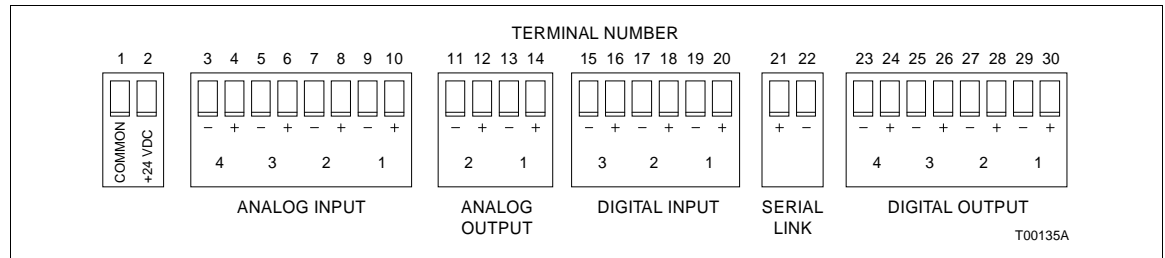 TERMINAL NUMBER
1 2 3 4 5 6 7 8 9 10 11 12 13 14 15 16 17 18 19 20 21 22 23 24 25 26 27 28 29 30
− + − + − + − + − + − + − + − + − + + − − + − + − + − +
COMMON
+24 VDC
4 3 2 1 2 1 3 2 1 4 3 2 1
ANALOG INPUT ANALOG DIGITAL INPUT SERIAL DIGITAL OUTPUT
OUTPUT LINK
T00135A